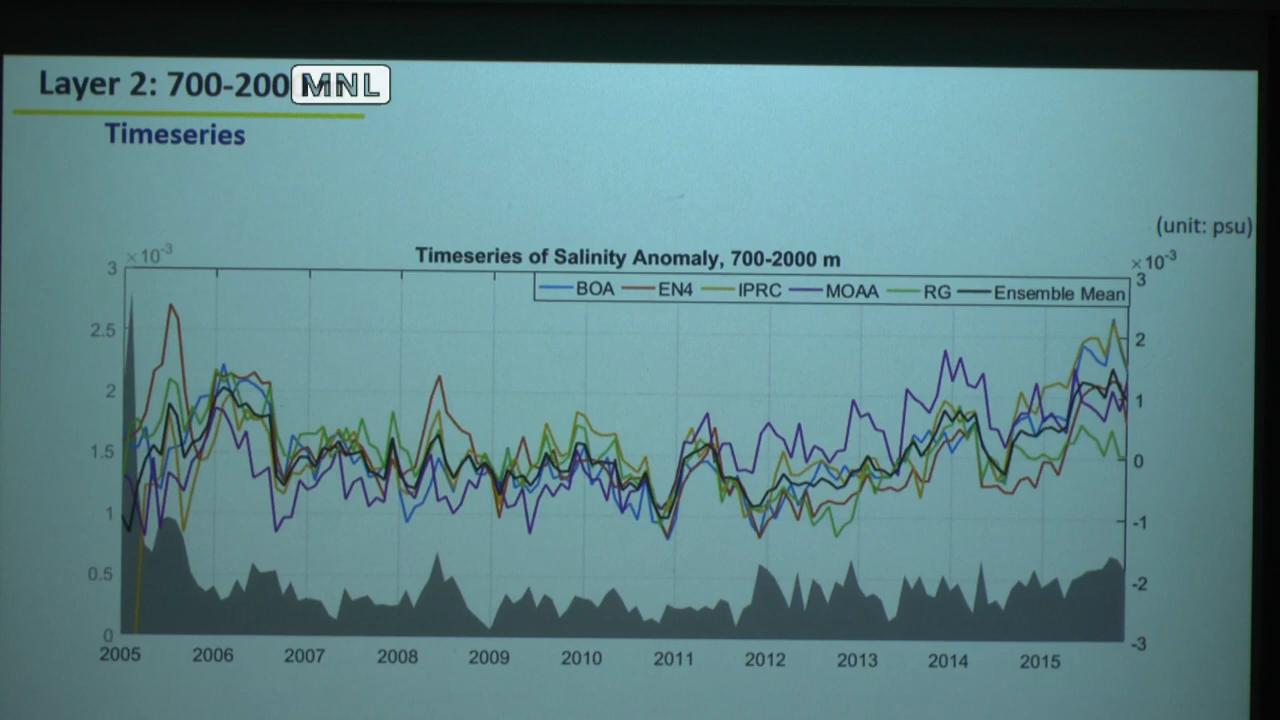 Layer 2: 700-200 MNL
Timeseries
(unit: psu)
Timeseries of Salinity Anomaly, 700-2000 m
×10⁻³
×10⁻³
BOA EN4 IPRC MOAA RG Ensemble Mean
3
2.5
2
1.5
1
0.5
0
3
2
1
0
-1
-2
-3
2005 2006 2007 2008 2009 2010 2011 2012 2013 2014 2015